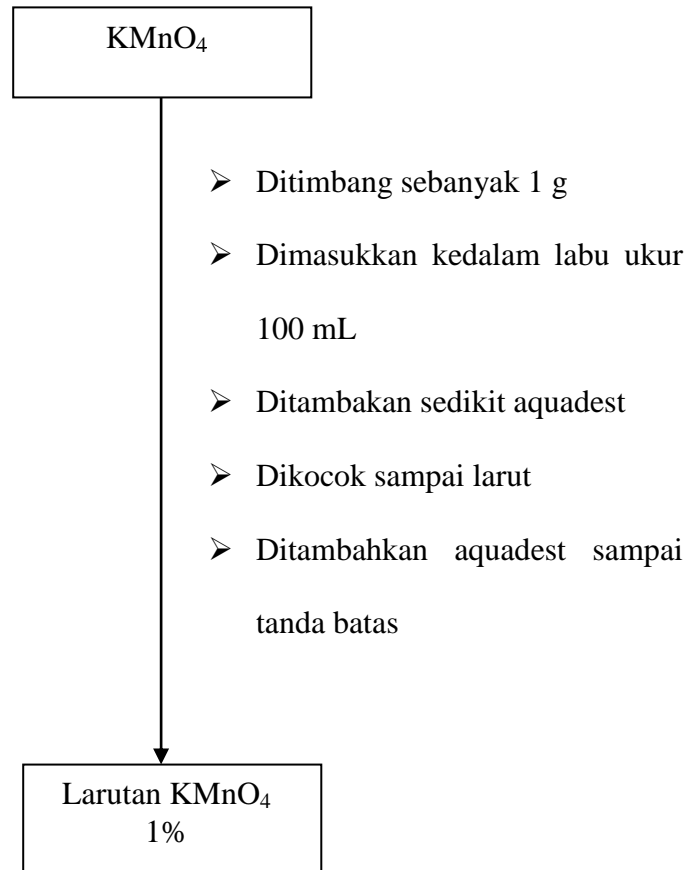 KMnO₄
➢ Ditimbang sebanyak 1 g
➢ Dimasukkan kedalam labu ukur
100 mL
➢ Ditambakan sedikit aquadest
➢ Dikocok sampai larut
➢ Ditambahkan aquadest sampai
tanda batas
Larutan KMnO₄
1%